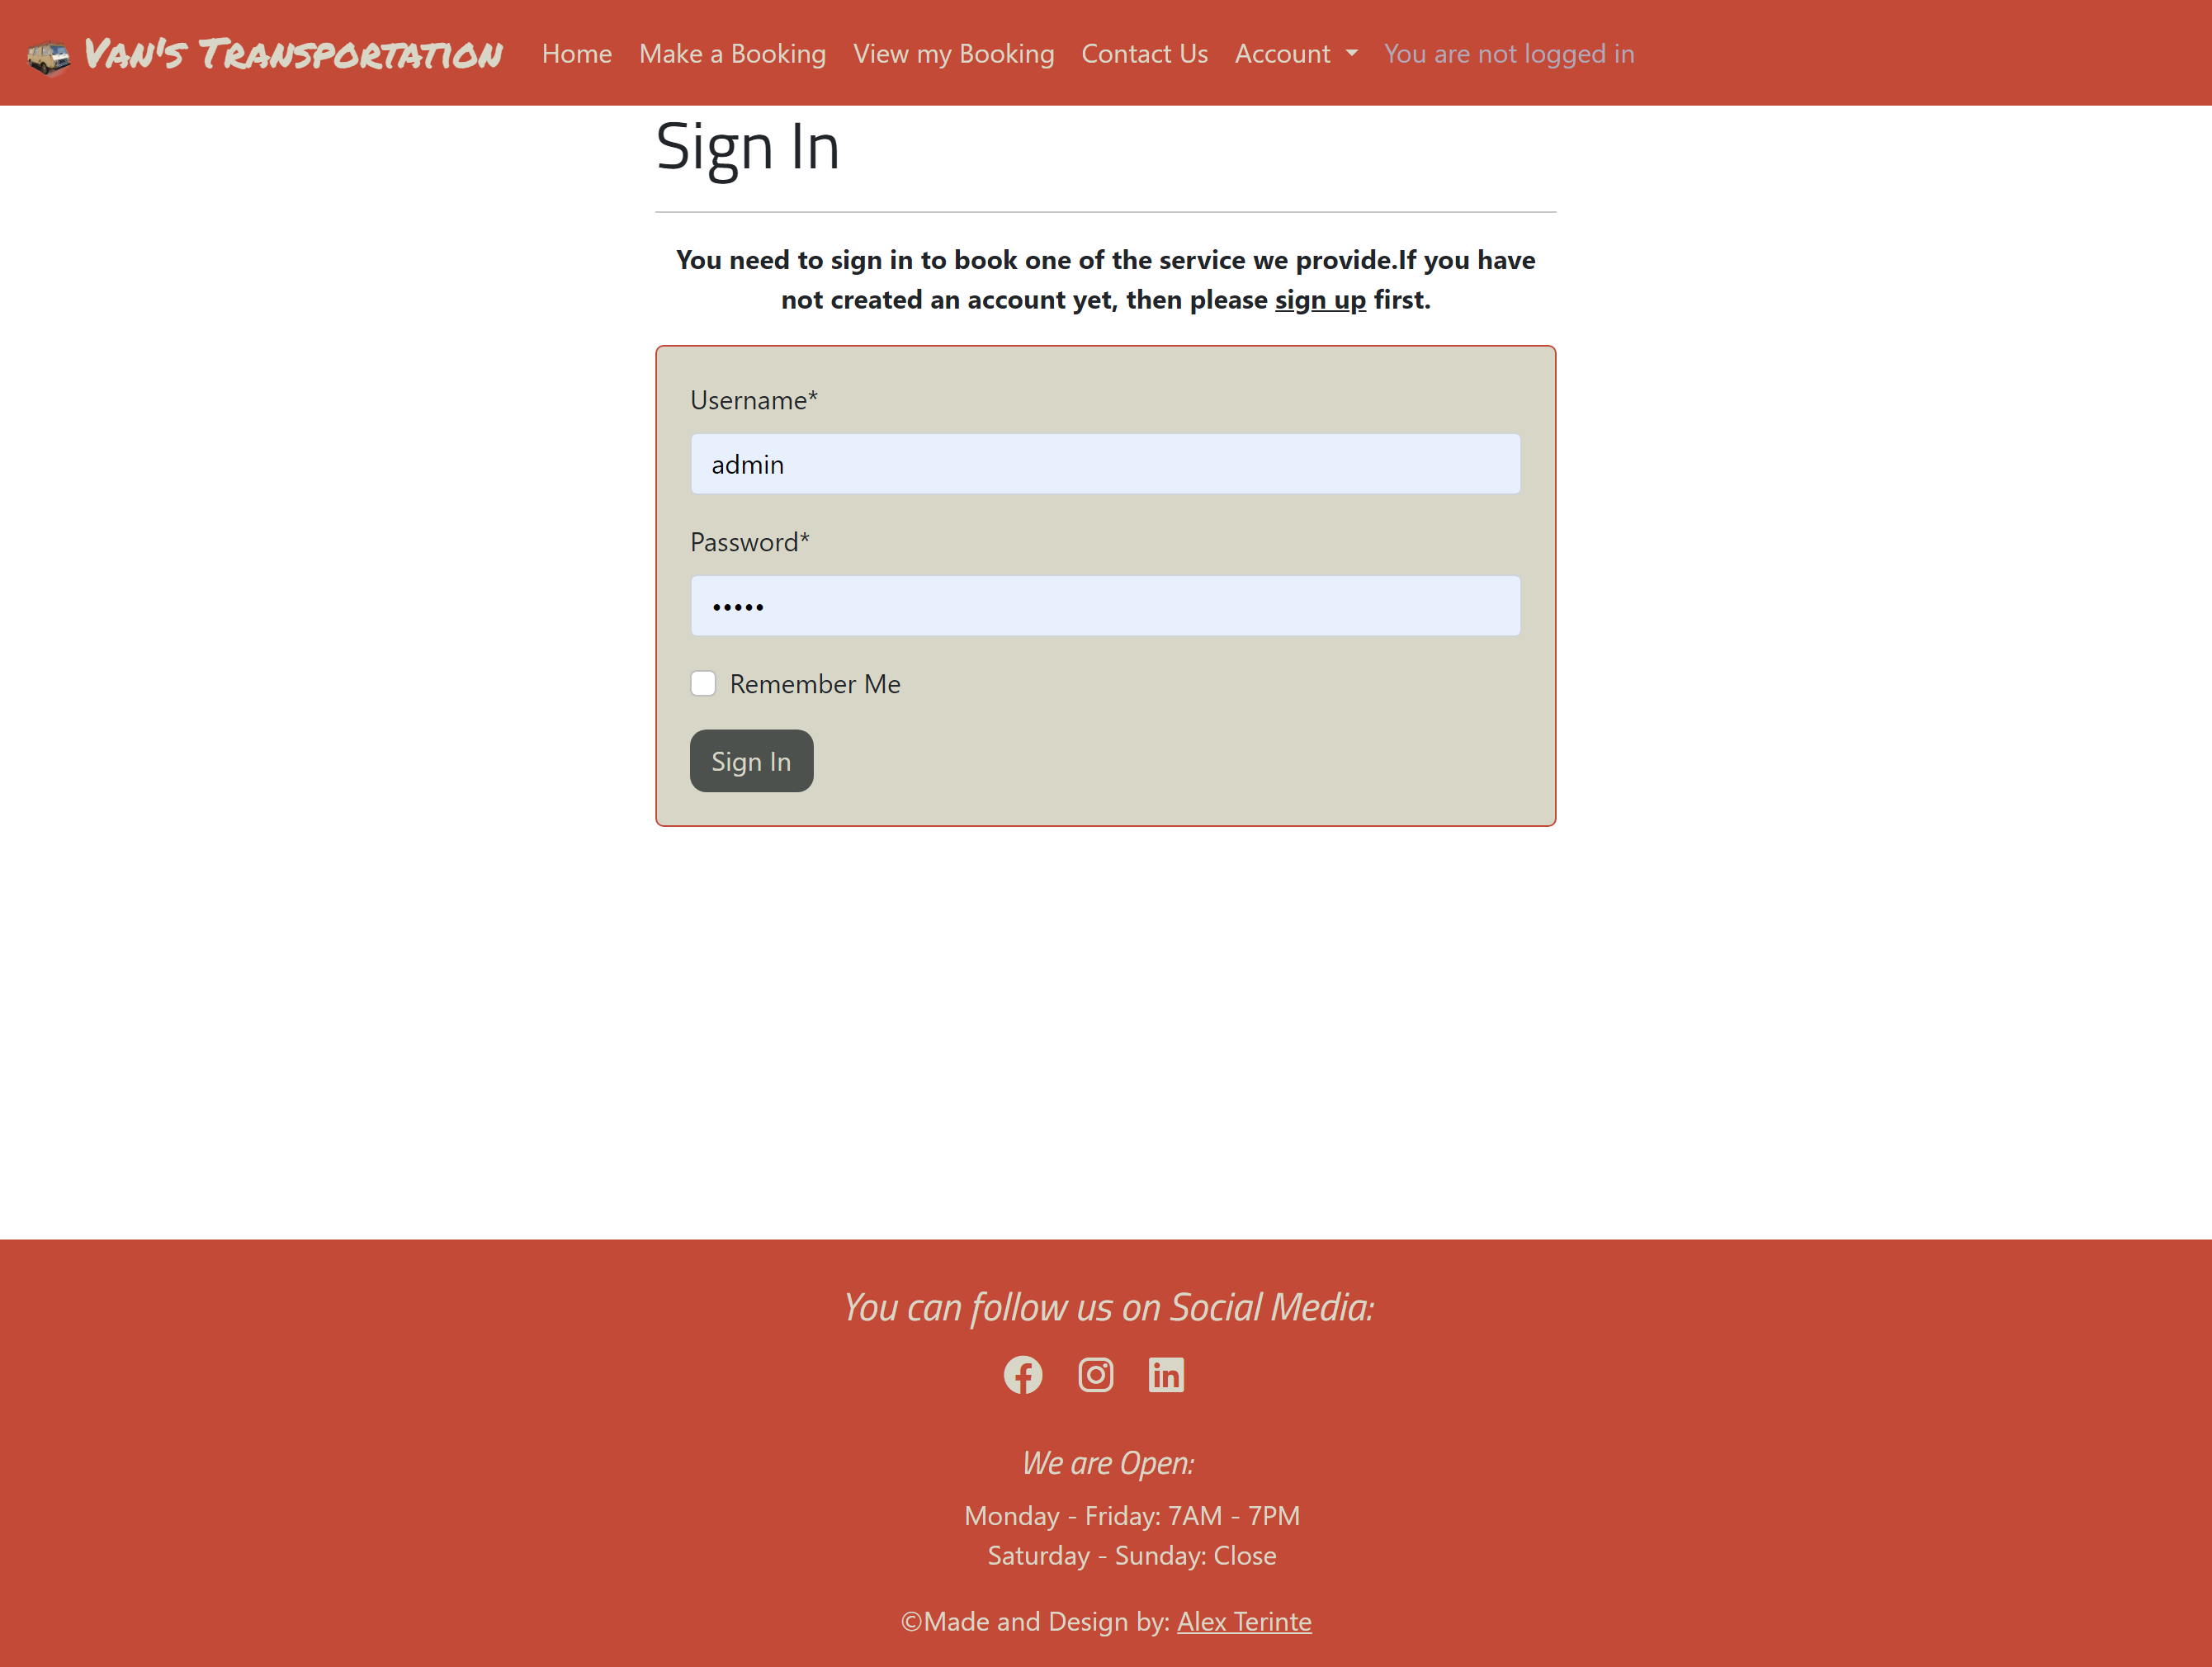 Van's Transportation Home Make a Booking View my Booking Contact Us Account You are not logged in
Sign In
You need to sign in to book one of the service we provide.If you have
not created an account yet, then please sign up first.
Username*
admin
Password*
•••••
Remember Me
Sign In
You can follow us on Social Media:
We are Open:
Monday - Friday: 7AM - 7PM
Saturday - Sunday: Close
©Made and Design by: Alex Terinte